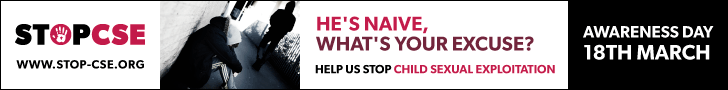 STOPCSE
WWW.STOP-CSE.ORG
HE'S NAIVE,
WHAT'S YOUR EXCUSE?
HELP US STOP CHILD SEXUAL EXPLOITATION
AWARENESS DAY
18TH MARCH